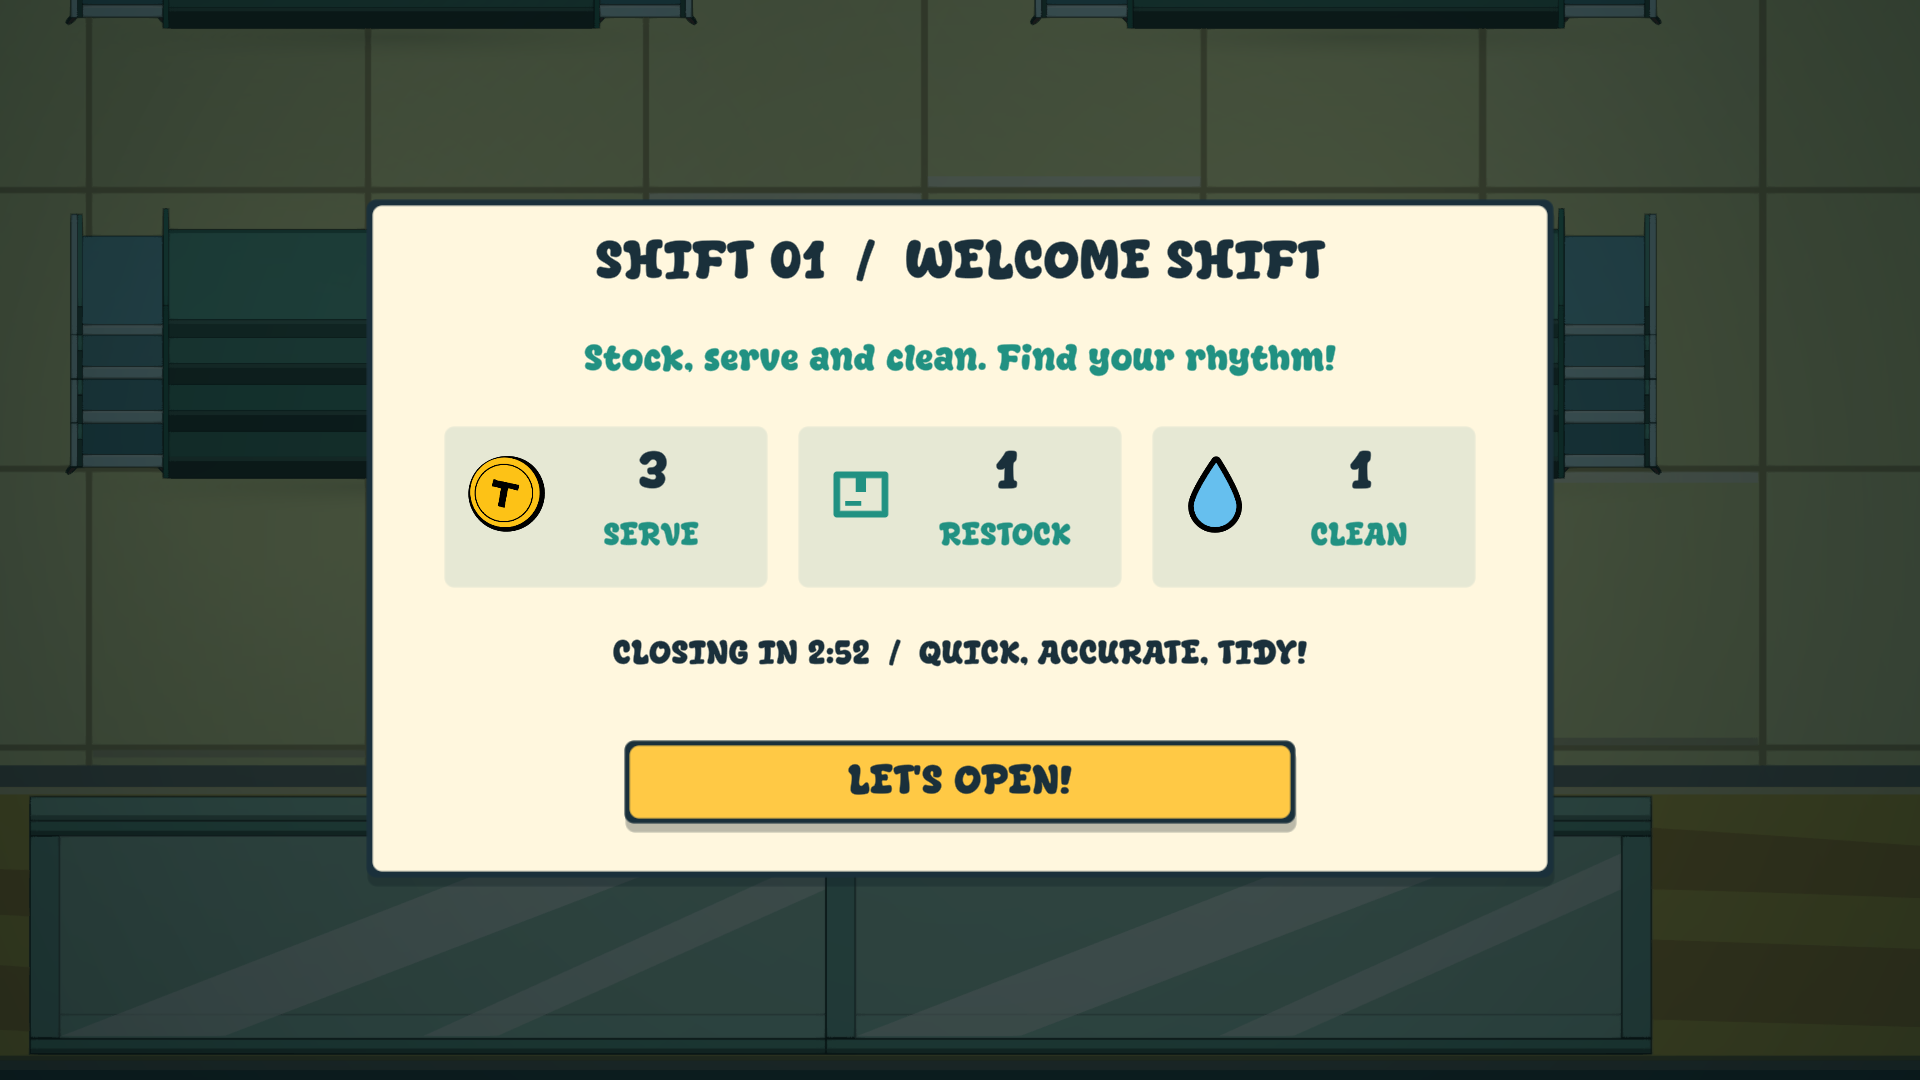 SHIFT 01 / WELCOME SHIFT
Stock, serve and clean. Find your rhythm!
T
3
SERVE
1
RESTOCK
1
CLEAN
CLOSING IN 2:52 / QUICK, ACCURATE, TIDY!
LET'S OPEN!